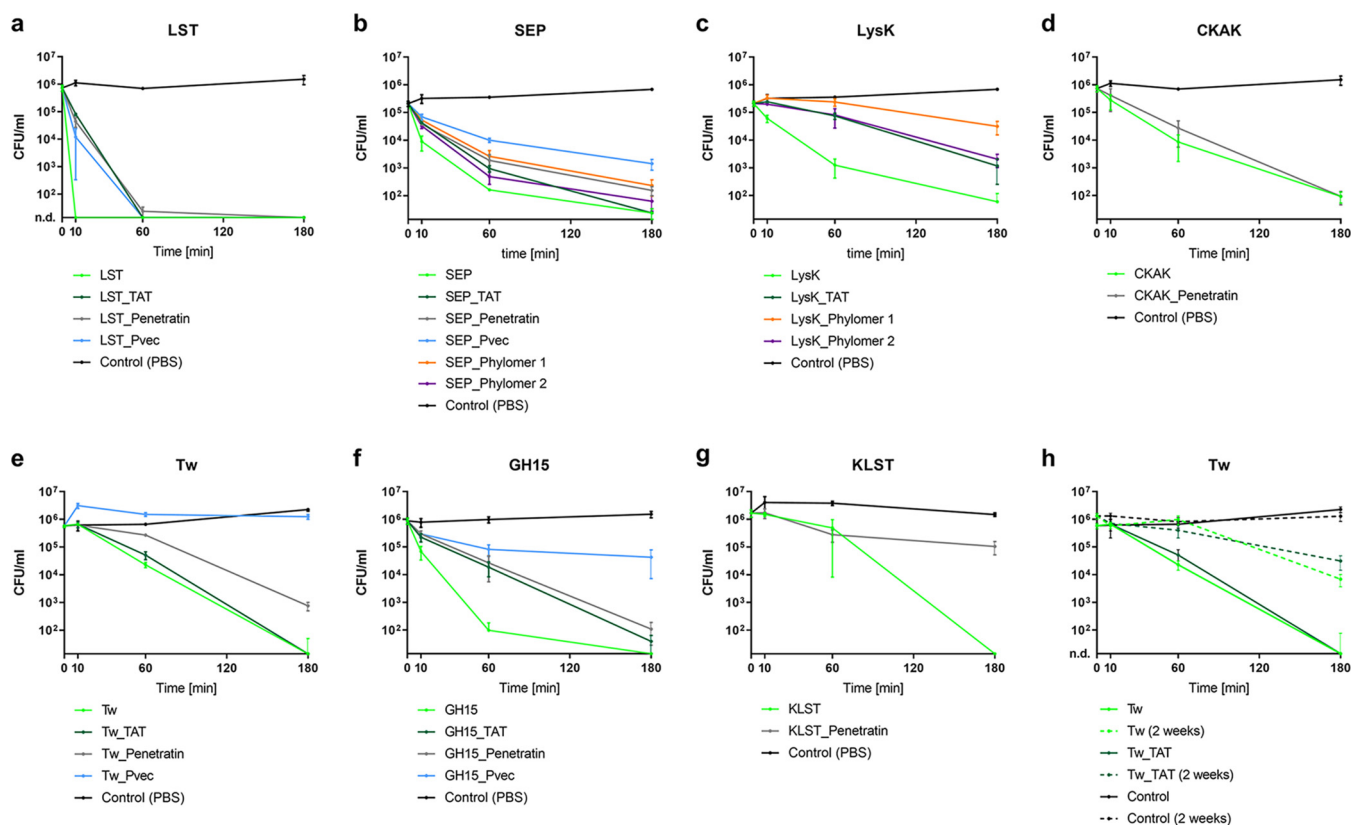 a LST
CFU/ml
10⁷
10⁶
10⁵
10⁴
10³
10²
n.d.
0 10 60 120 180
Time [min]
LST
LST_TAT
LST_Penetratin
LST_Pvec
Control (PBS)
b SEP
CFU/ml
10⁷
10⁶
10⁵
10⁴
10³
10²
0 10 60 120 180
time [min]
SEP
SEP_TAT
SEP_Penetratin
SEP_Pvec
SEP_Phylomer 1
SEP_Phylomer 2
Control (PBS)
c LysK
CFU/ml
10⁷
10⁶
10⁵
10⁴
10³
10²
0 10 60 120 180
time [min]
LysK
LysK_TAT
LysK_Phylomer 1
LysK_Phylomer 2
Control (PBS)
d CKAK
CFU/ml
10⁷
10⁶
10⁵
10⁴
10³
10²
0 10 60 120 180
Time [min]
CKAK
CKAK_Penetratin
Control (PBS)
e Tw
CFU/ml
10⁷
10⁶
10⁵
10⁴
10³
10²
0 10 60 120 180
Time [min]
Tw
Tw_TAT
Tw_Penetratin
Tw_Pvec
Control (PBS)
f GH15
CFU/ml
10⁷
10⁶
10⁵
10⁴
10³
10²
0 10 60 120 180
Time [min]
GH15
GH15_TAT
GH15_Penetratin
GH15_Pvec
Control (PBS)
g KLST
CFU/ml
10⁷
10⁶
10⁵
10⁴
10³
10²
0 10 60 120 180
Time [min]
KLST
KLST_Penetratin
Control (PBS)
h Tw
CFU/ml
10⁷
10⁶
10⁵
10⁴
10³
10²
n.d.
0 10 60 120 180
Time [min]
Tw
Tw (2 weeks)
Tw_TAT
Tw_TAT (2 weeks)
Control
Control (2 weeks)